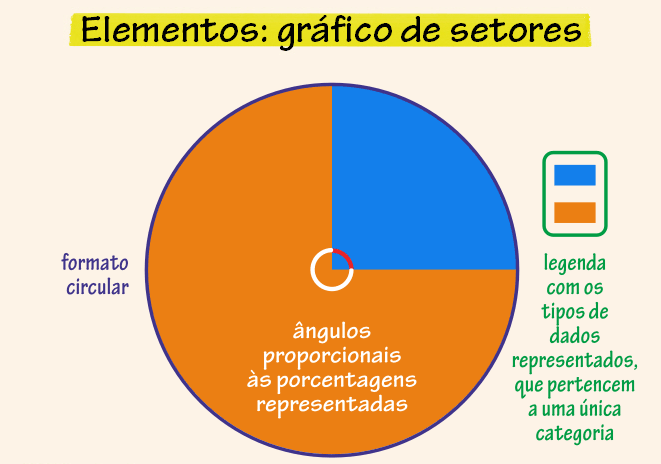 Elementos: gráfico de setores
formato
circular
ângulos
proporcionais
às porcentagens
representadas
legenda
com os
tipos de
dados
representados,
que pertencem
a uma única
categoria